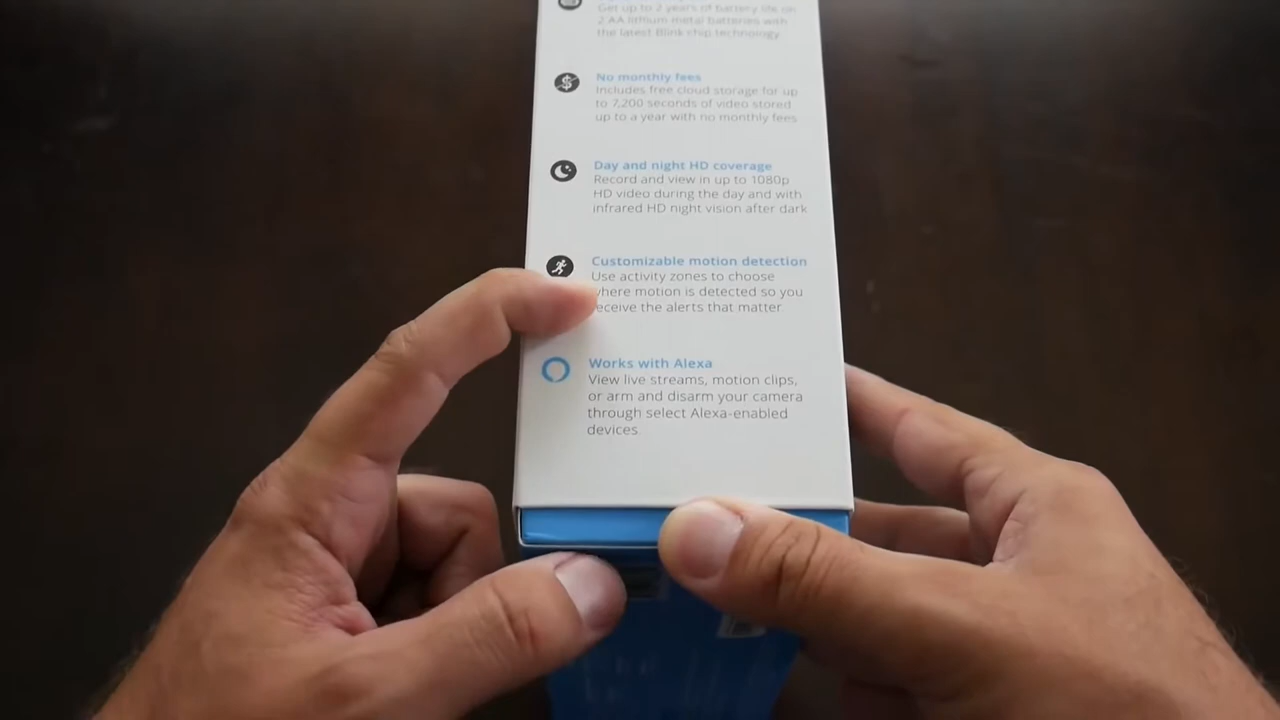 Get up to 2 years of battery life on
2 AA lithium metal batteries with
the latest Blink chip technology.
No monthly fees
Includes free cloud storage for up
to 7,200 seconds of video stored
up to a year with no monthly fees
Day and night HD coverage
Record and view in up to 1080p
HD video during the day and with
infrared HD night vision after dark
Customizable motion detection
Use activity zones to choose
where motion is detected so you
receive the alerts that matter.
Works with Alexa
View live streams, motion clips,
or arm and disarm your camera
through select Alexa-enabled
devices.